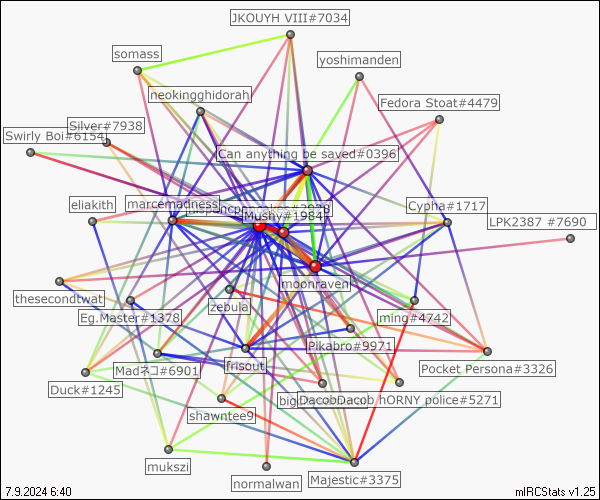 JKOUYH VIII#7034
somass
yoshimanden
neokingghidorah
Fedora Stoat#4479
Silver#7938
Swirly Boi#6154
Can anything be saved#0396
eliakith
marcemadness
Mushy#1984
Cypha#1717
LPK2387 #7690
moonraven
thesecondtwat
Eg.Master#1378
zebula
ming#4742
frisout
Pikabro#9971
Madネコ#6901
Pocket Persona#3326
Duck#1245
DacobDacob hORNY police#5271
shawntee9
mukszi
normalwan
Majestic#3375
7.9.2024 6:40
mIRCStats v1.25